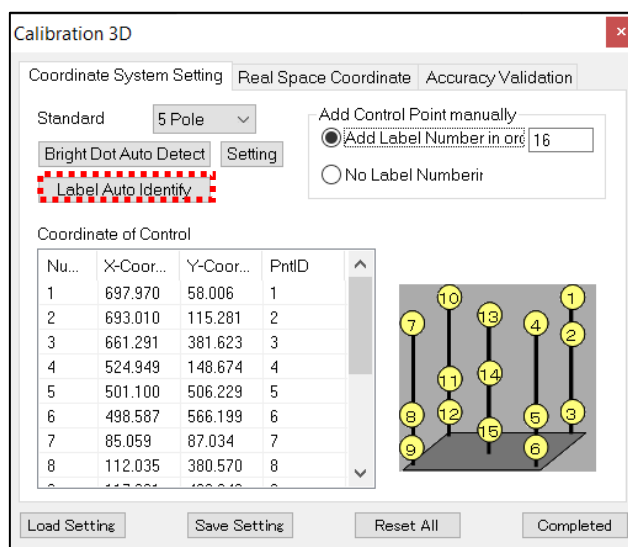 Calibration 3D
Coordinate System Setting Real Space Coordinate Accuracy Validation
Standard 5 Pole
Bright Dot Auto Detect Setting
Label Auto Identify
Add Control Point manually
Add Label Number in ord 16
No Label Numberin
Coordinate of Control
Nu... X-Coor... Y-Coor... PntID
1 697.970 58.006 1
2 693.010 115.281 2
3 661.291 381.623 3
4 524.949 148.674 4
5 501.100 506.229 5
6 498.587 566.199 6
7 85.059 87.034 7
8 112.035 380.570 8
10 1
7 13 4 2
11 14
8 12 5 3
9 15 6
Load Setting Save Setting Reset All Completed